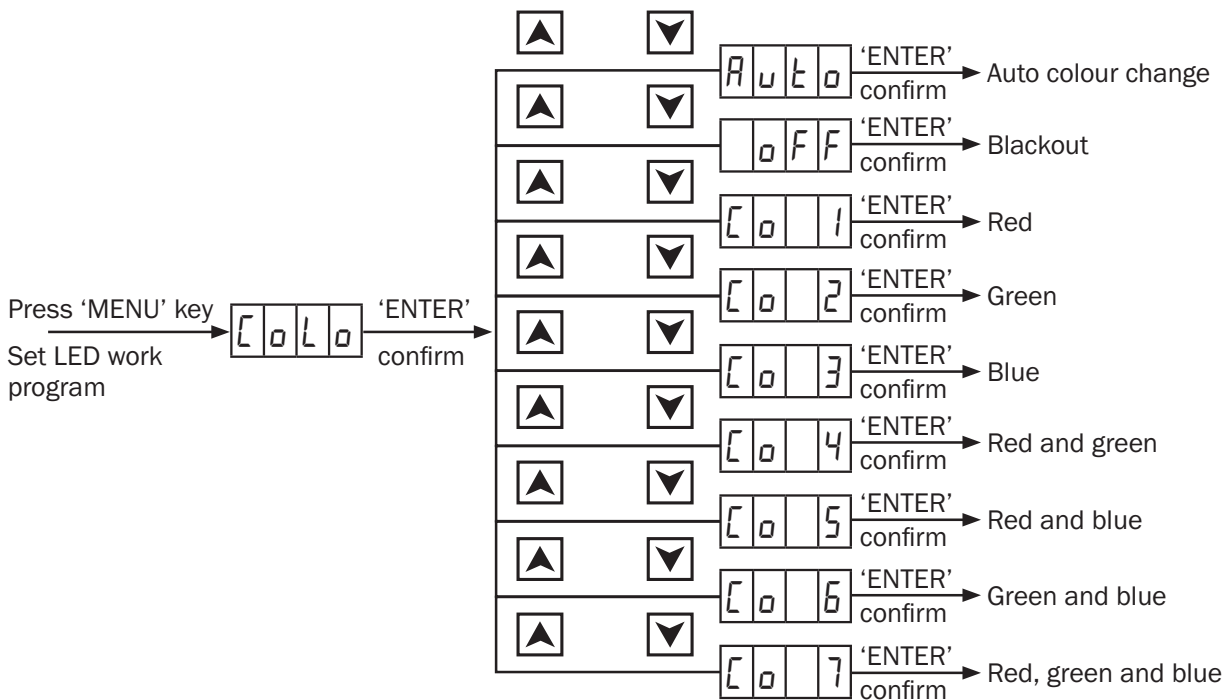 Press ‘MENU’ key
Set LED work
program
CoLo
‘ENTER’
confirm
Auto
‘ENTER’
confirm
Auto colour change
oFF
‘ENTER’
confirm
Blackout
Co 1
‘ENTER’
confirm
Red
Co 2
‘ENTER’
confirm
Green
Co 3
‘ENTER’
confirm
Blue
Co 4
‘ENTER’
confirm
Red and green
Co 5
‘ENTER’
confirm
Red and blue
Co 6
‘ENTER’
confirm
Green and blue
Co 7
‘ENTER’
confirm
Red, green and blue